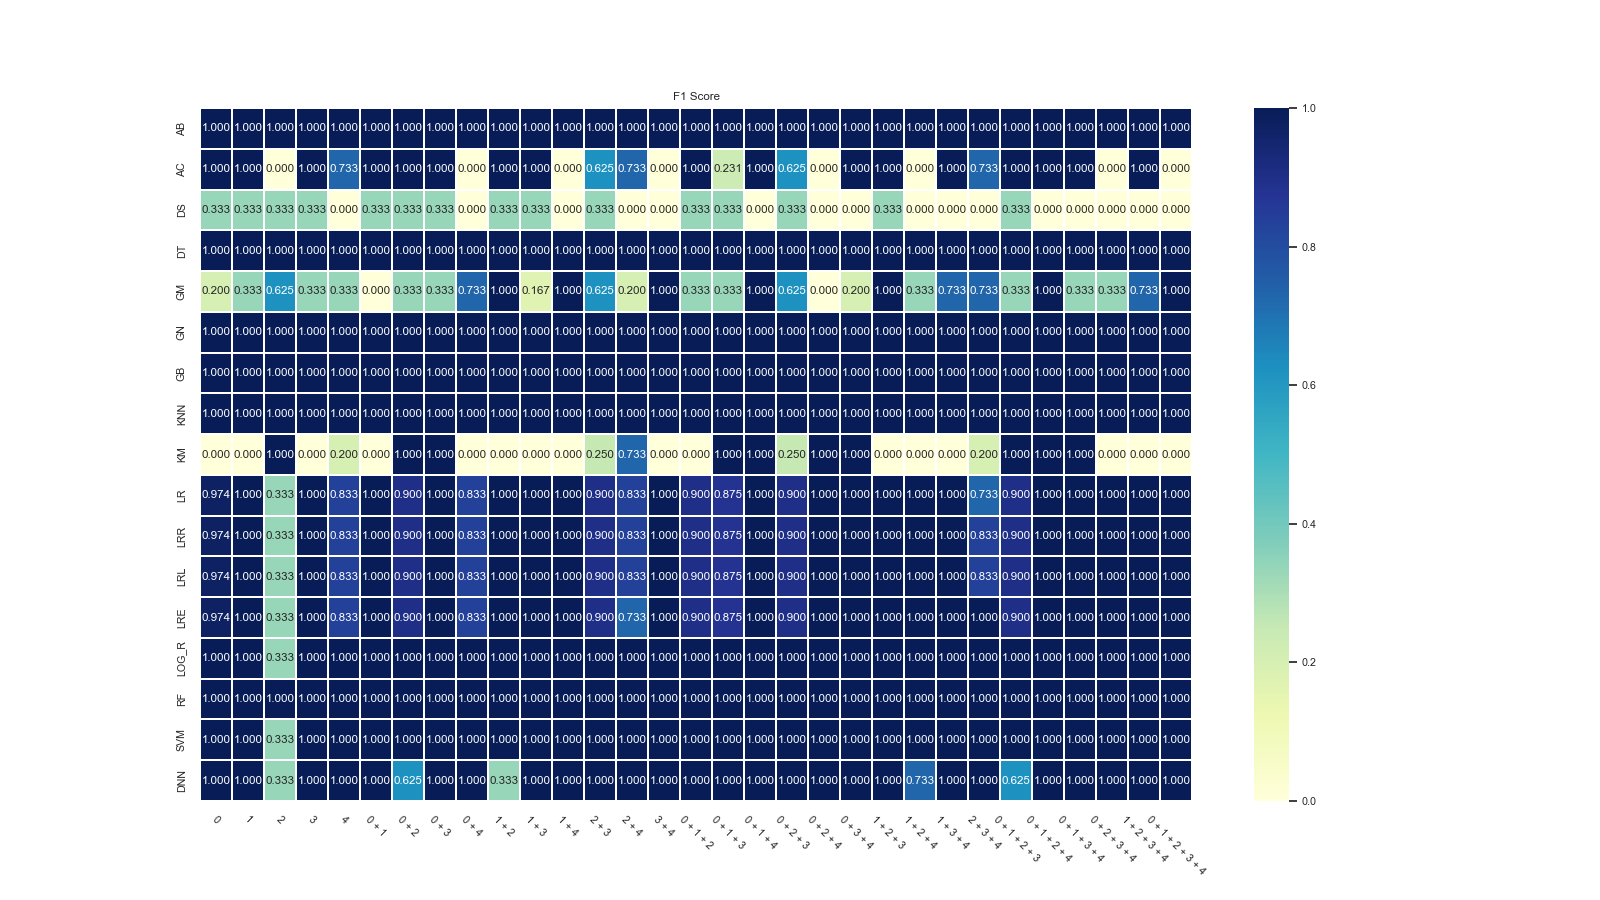 F1 Score
AB 1.000 1.000 1.000 1.000 1.000 1.000 1.000 1.000 1.000 1.000 1.000 1.000 1.000 1.000 1.000 1.000 1.000 1.000 1.000 1.000 1.000 1.000 1.000 1.000 1.000 1.000 1.000 1.000 1.000 1.000 1.000
AC 1.000 1.000 0.000 1.000 0.733 1.000 1.000 1.000 0.000 1.000 1.000 0.000 0.625 0.733 0.000 1.000 0.231 1.000 0.625 0.000 1.000 1.000 0.000 1.000 0.733 1.000 1.000 1.000 0.000 1.000 0.000
DS 0.333 0.333 0.333 0.333 0.000 0.333 0.333 0.333 0.000 0.333 0.333 0.000 0.333 0.000 0.000 0.333 0.333 0.000 0.333 0.000 0.000 0.333 0.000 0.000 0.000 0.333 0.000 0.000 0.000 0.000 0.000
DT 1.000 1.000 1.000 1.000 1.000 1.000 1.000 1.000 1.000 1.000 1.000 1.000 1.000 1.000 1.000 1.000 1.000 1.000 1.000 1.000 1.000 1.000 1.000 1.000 1.000 1.000 1.000 1.000 1.000 1.000 1.000
GM 0.200 0.333 0.625 0.333 0.333 0.000 0.333 0.333 0.733 1.000 0.167 1.000 0.625 0.200 1.000 0.333 0.333 1.000 0.625 0.000 0.200 1.000 0.333 0.733 0.733 0.333 1.000 0.333 0.333 0.733 1.000
GN 1.000 1.000 1.000 1.000 1.000 1.000 1.000 1.000 1.000 1.000 1.000 1.000 1.000 1.000 1.000 1.000 1.000 1.000 1.000 1.000 1.000 1.000 1.000 1.000 1.000 1.000 1.000 1.000 1.000 1.000 1.000
GB 1.000 1.000 1.000 1.000 1.000 1.000 1.000 1.000 1.000 1.000 1.000 1.000 1.000 1.000 1.000 1.000 1.000 1.000 1.000 1.000 1.000 1.000 1.000 1.000 1.000 1.000 1.000 1.000 1.000 1.000 1.000
KNN 1.000 1.000 1.000 1.000 1.000 1.000 1.000 1.000 1.000 1.000 1.000 1.000 1.000 1.000 1.000 1.000 1.000 1.000 1.000 1.000 1.000 1.000 1.000 1.000 1.000 1.000 1.000 1.000 1.000 1.000 1.000
KM 0.000 0.000 1.000 0.000 0.200 0.000 1.000 1.000 0.000 0.000 0.000 0.000 0.250 0.733 0.000 0.000 1.000 1.000 0.250 1.000 1.000 0.000 0.000 0.000 0.200 1.000 1.000 1.000 0.000 0.000 0.000
LR 0.974 1.000 0.333 1.000 0.833 1.000 0.900 1.000 0.833 1.000 1.000 1.000 0.900 0.833 1.000 0.900 0.875 1.000 0.900 1.000 1.000 1.000 1.000 1.000 0.733 0.900 1.000 1.000 1.000 1.000 1.000
LRR 0.974 1.000 0.333 1.000 0.833 1.000 0.900 1.000 0.833 1.000 1.000 1.000 0.900 0.833 1.000 0.900 0.875 1.000 0.900 1.000 1.000 1.000 1.000 1.000 0.833 0.900 1.000 1.000 1.000 1.000 1.000
LRL 0.974 1.000 0.333 1.000 0.833 1.000 0.900 1.000 0.833 1.000 1.000 1.000 0.900 0.833 1.000 0.900 0.875 1.000 0.900 1.000 1.000 1.000 1.000 1.000 0.833 0.900 1.000 1.000 1.000 1.000 1.000
LRE 0.974 1.000 0.333 1.000 0.833 1.000 0.900 1.000 0.833 1.000 1.000 1.000 0.900 0.733 1.000 0.900 0.875 1.000 0.900 1.000 1.000 1.000 1.000 1.000 1.000 0.900 1.000 1.000 1.000 1.000 1.000
LOG_R 1.000 1.000 0.333 1.000 1.000 1.000 1.000 1.000 1.000 1.000 1.000 1.000 1.000 1.000 1.000 1.000 1.000 1.000 1.000 1.000 1.000 1.000 1.000 1.000 1.000 1.000 1.000 1.000 1.000 1.000 1.000
RF 1.000 1.000 1.000 1.000 1.000 1.000 1.000 1.000 1.000 1.000 1.000 1.000 1.000 1.000 1.000 1.000 1.000 1.000 1.000 1.000 1.000 1.000 1.000 1.000 1.000 1.000 1.000 1.000 1.000 1.000 1.000
SVM 1.000 1.000 0.333 1.000 1.000 1.000 1.000 1.000 1.000 1.000 1.000 1.000 1.000 1.000 1.000 1.000 1.000 1.000 1.000 1.000 1.000 1.000 1.000 1.000 1.000 1.000 1.000 1.000 1.000 1.000 1.000
DNN 1.000 1.000 0.333 1.000 1.000 1.000 0.625 1.000 1.000 0.333 1.000 1.000 1.000 1.000 1.000 1.000 1.000 1.000 1.000 1.000 1.000 1.000 0.733 1.000 1.000 0.625 1.000 1.000 1.000 1.000 1.000
0 1 2 3 4 0 + 1 0 + 2 0 + 3 0 + 4 1 + 2 1 + 3 1 + 4 2 + 3 2 + 4 3 + 4 0 + 1 + 2 0 + 1 + 3 0 + 1 + 4 0 + 2 + 3 0 + 2 + 4 0 + 3 + 4 1 + 2 + 3 1 + 2 + 4 1 + 3 + 4 2 + 3 + 4 0 + 1 + 2 + 3 0 + 1 + 2 + 4 0 + 1 + 3 + 4 0 + 2 + 3 + 4 1 + 2 + 3 + 4 0 + 1 + 2 + 3 + 4
1.0
0.8
0.6
0.4
0.2
0.0